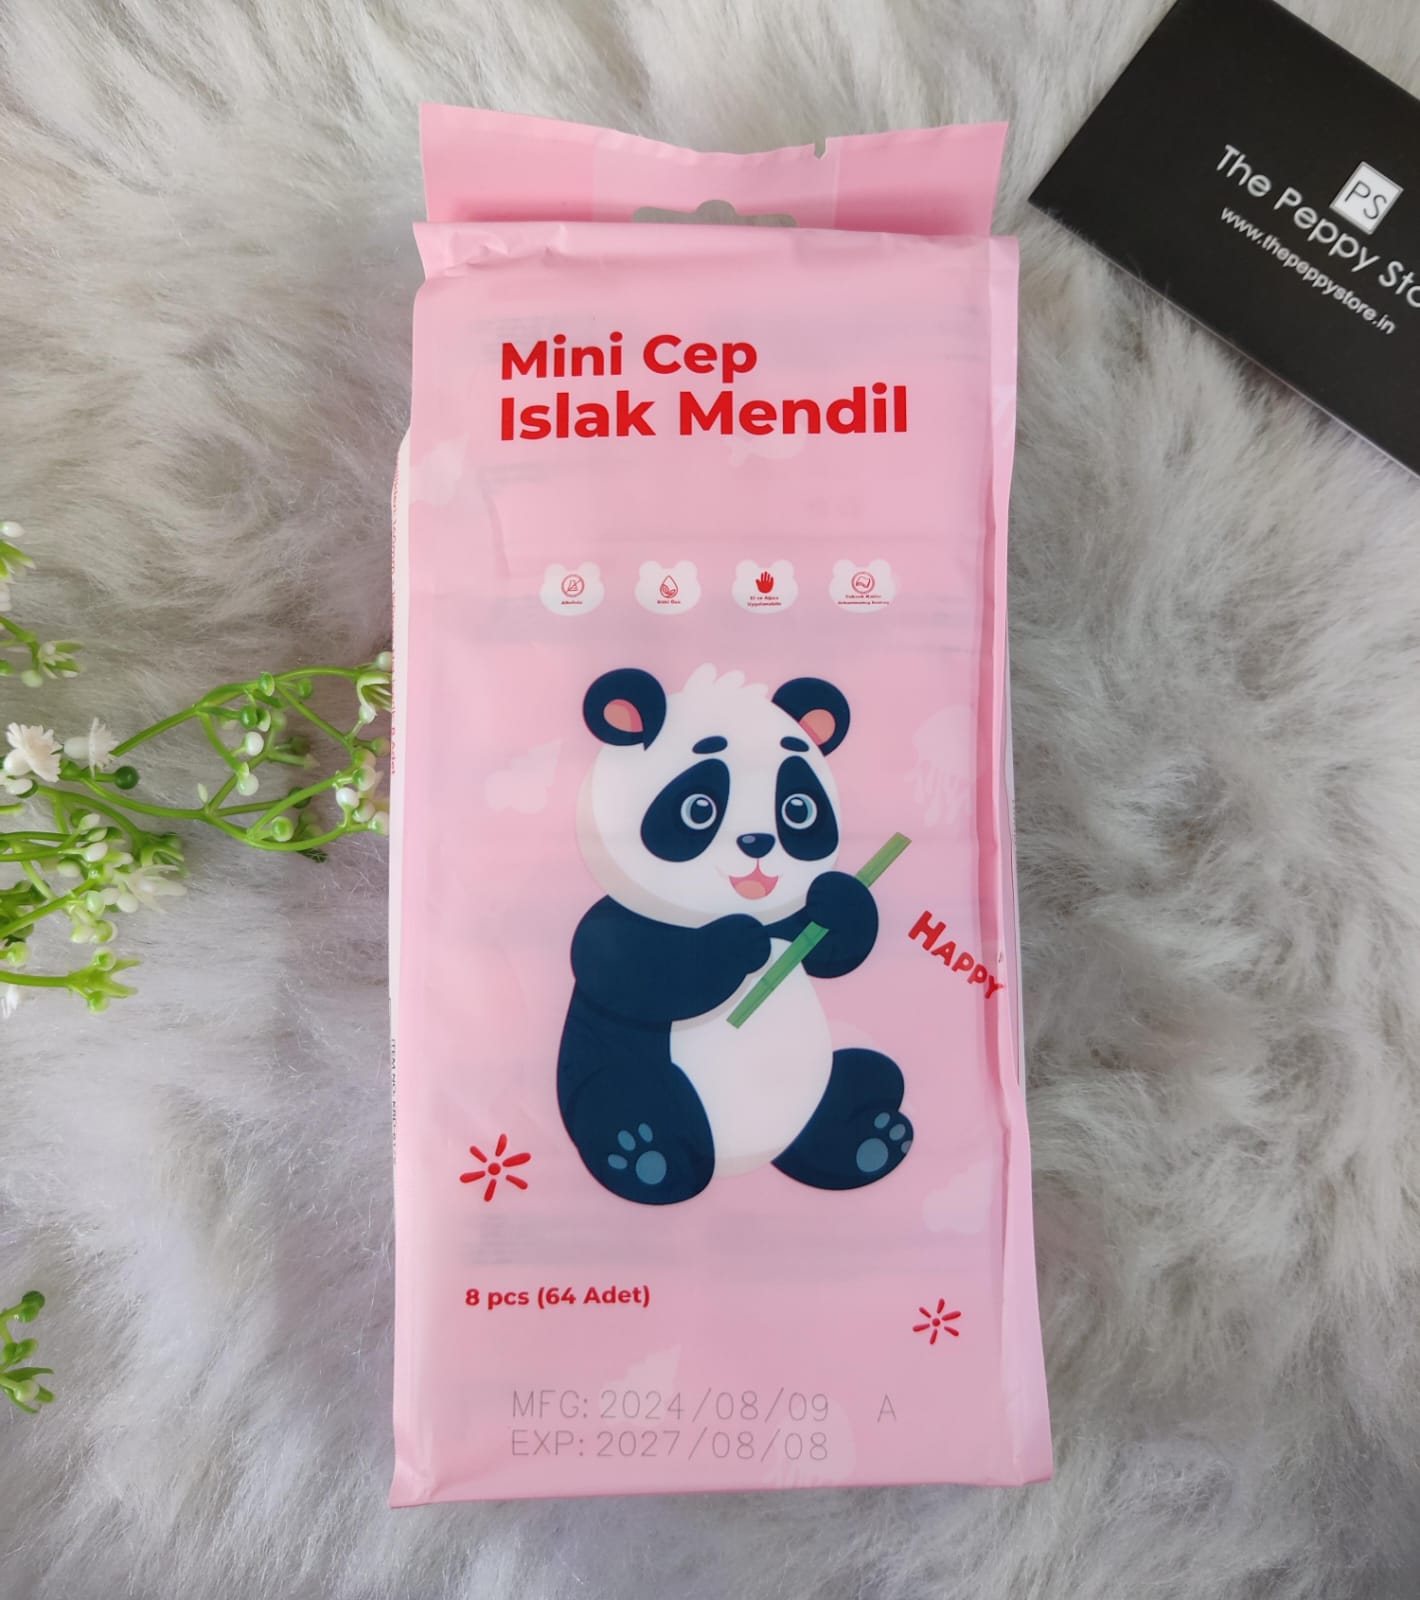 The Peppy Sto
PS
www.thepeppystore.in
Mini Cep
Islak Mendil
HAPPY
8 pcs (64 Adet)
MFG: 2024/08/09 A
EXP: 2027/08/08